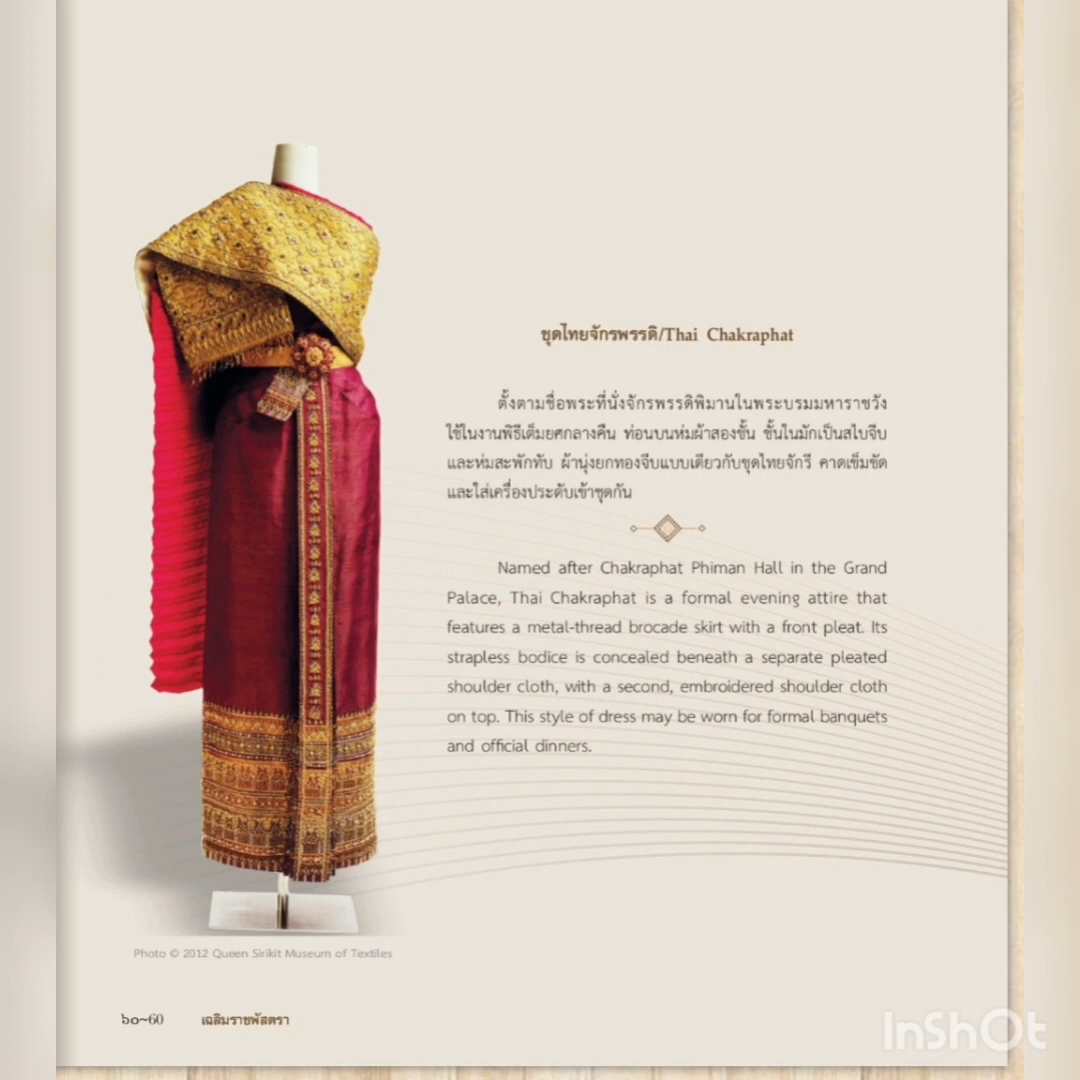 ชุดไทยจักรพรรดิ/Thai Chakraphat
ตั้งตามชื่อพระที่นั่งจักรพรรดิพิมานในพระบรมมหาราชวัง
ใช้ในงานพิธีเต็มยศกลางคืน ท่อนบนห่มผ้าสองชั้น ชั้นในมักเป็นสไบจีบ
และห่มสะพักทับ ผ้านุ่งยกทองจีบแบบเดียวกับชุดไทยจักรี คาดเข็มขัด
และใส่เครื่องประดับเข้าชุดกัน
Named after Chakraphat Phiman Hall in the Grand
Palace, Thai Chakraphat is a formal evening attire that
features a metal-thread brocade skirt with a front pleat. Its
strapless bodice is concealed beneath a separate pleated
shoulder cloth, with a second, embroidered shoulder cloth
on top. This style of dress may be worn for formal banquets
and official dinners.
Photo © 2012 Queen Sirikit Museum of Textiles
๖๐~60 เฉลิมราชพัสตรา
InShOt